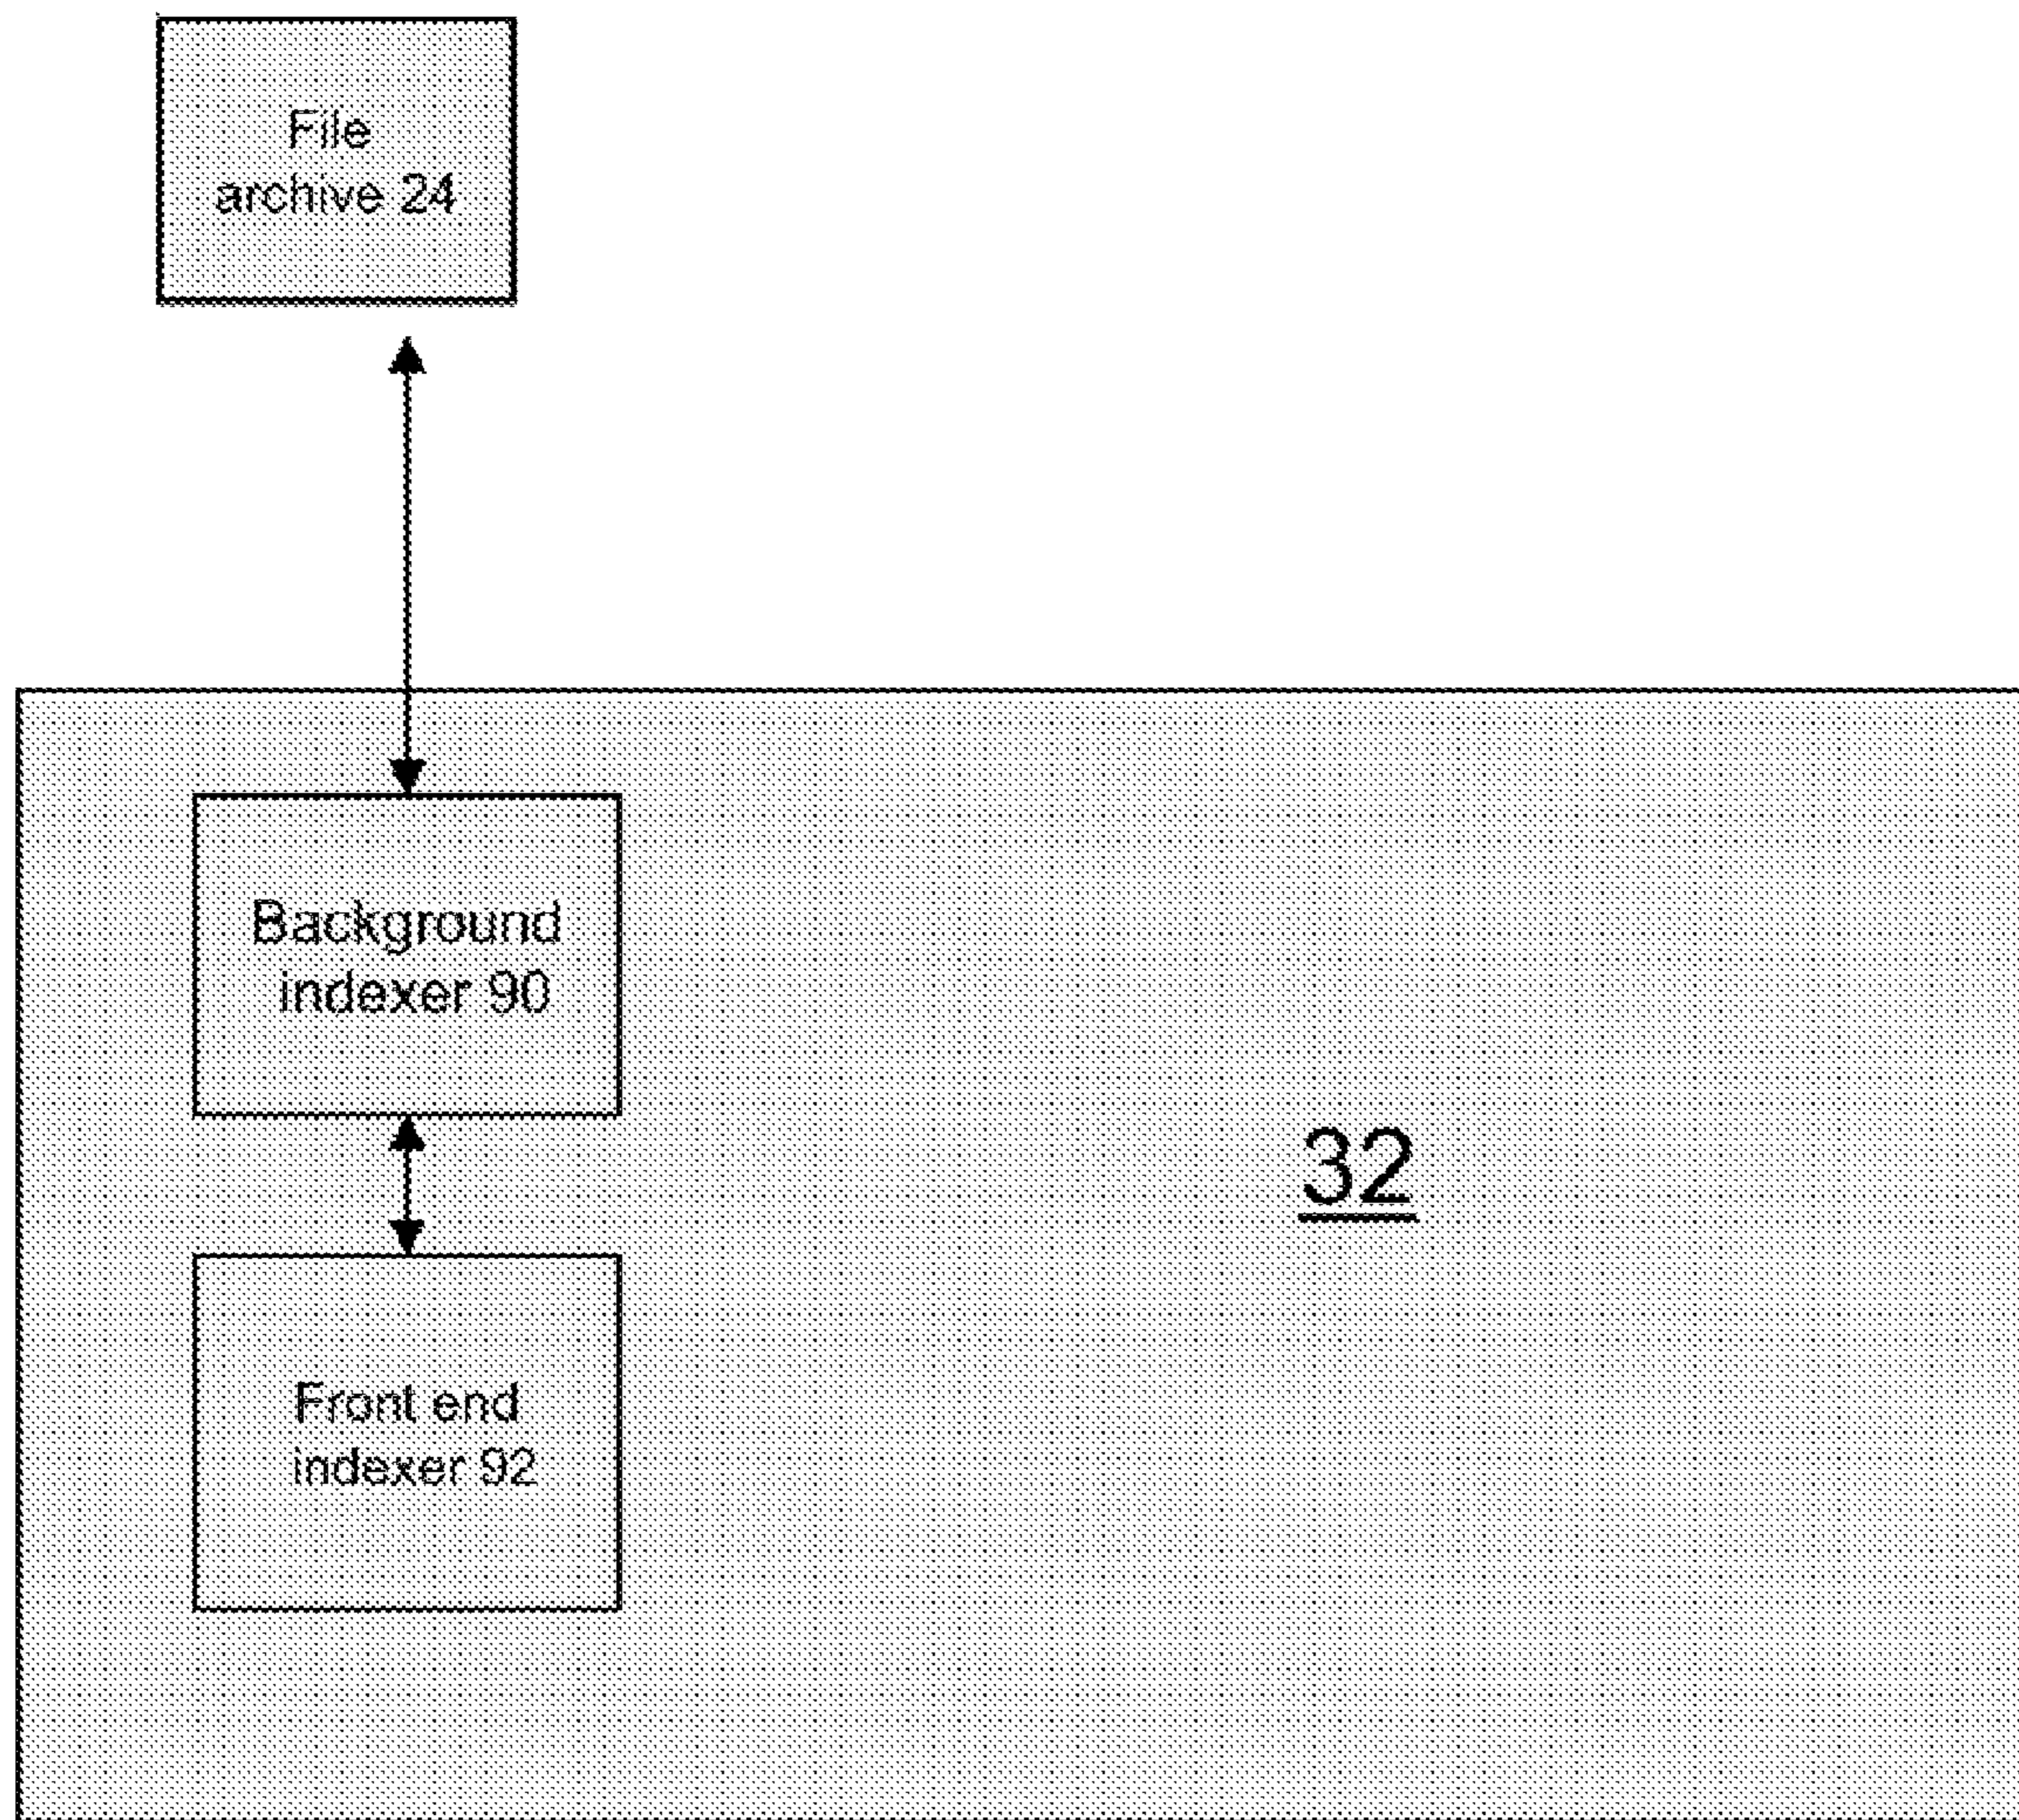 File
archive 24
Background
indexer 90
32
Front end
indexer 92